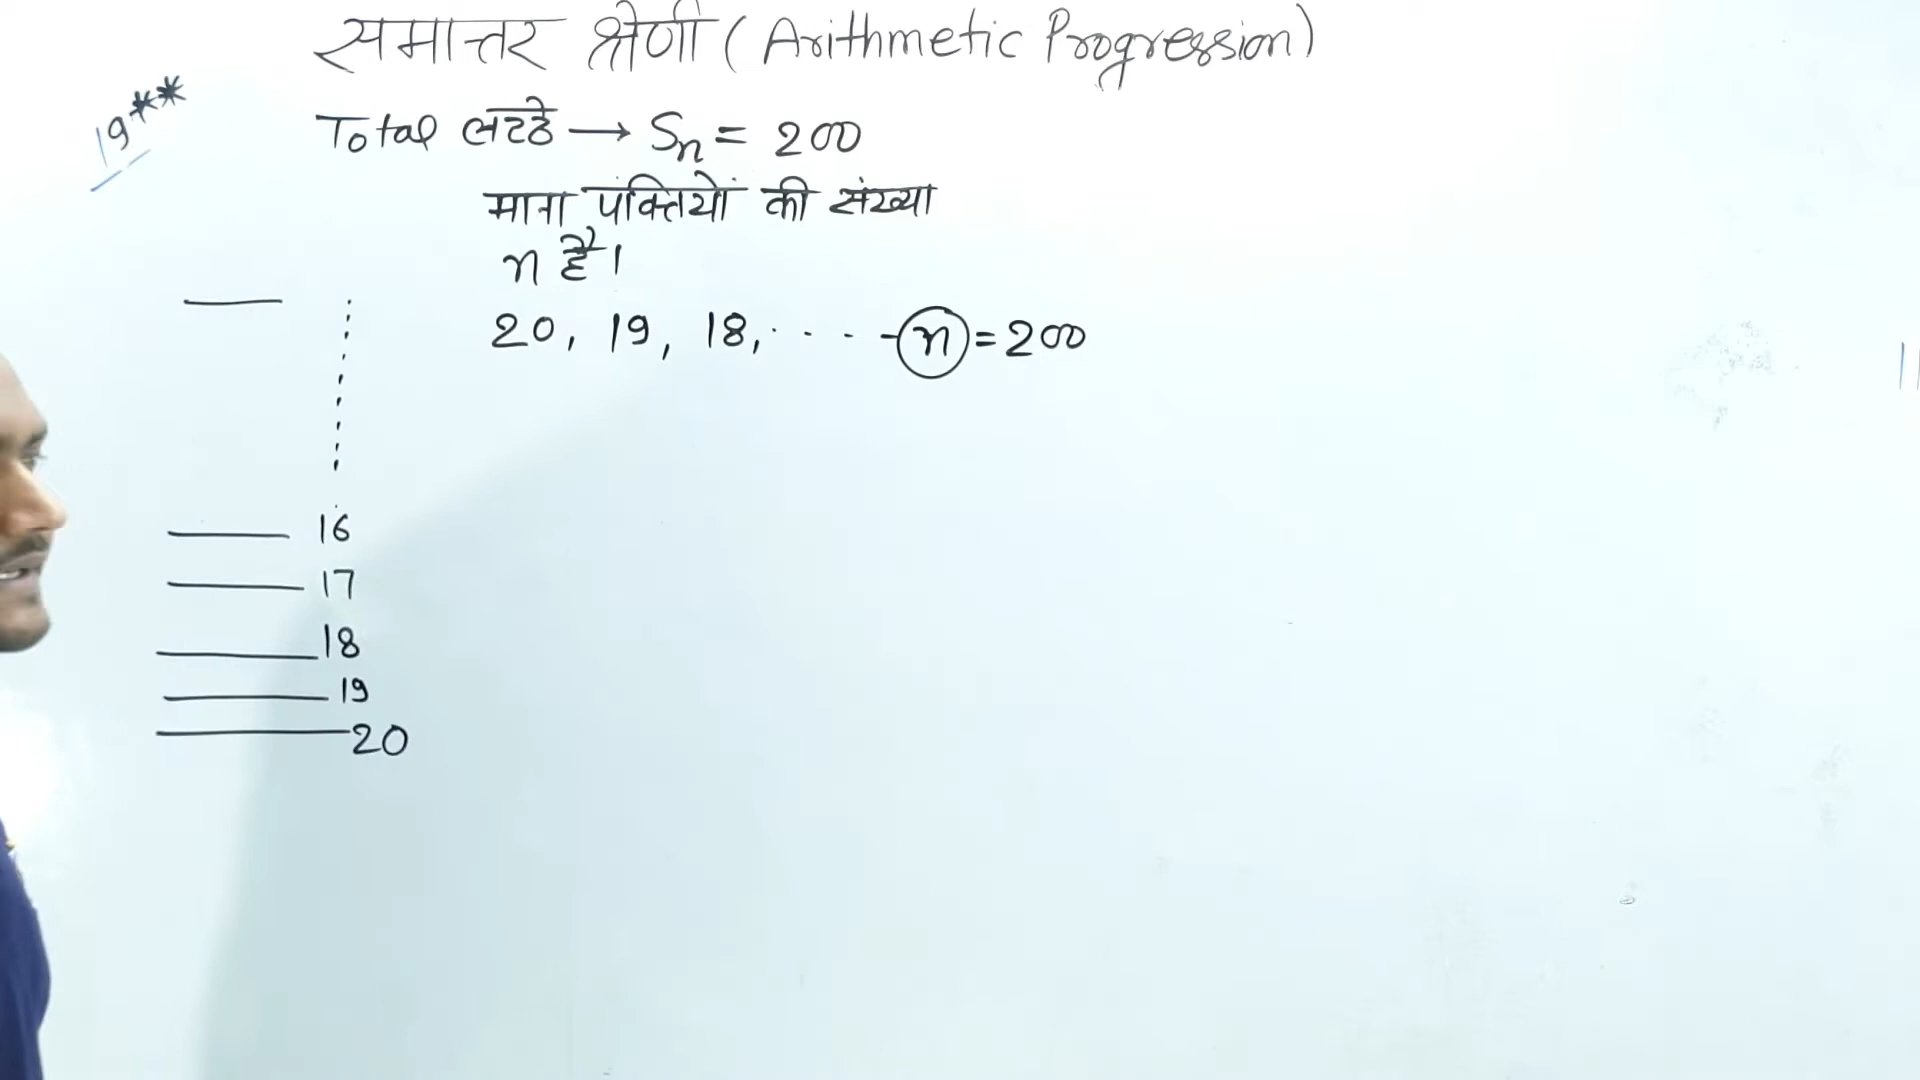 समान्तर श्रेणी ( Arithmetic Progression )
19***
Total लट्ठे → Sn = 200
माना पंक्तियों की संख्या
n है।
20, 19, 18, . . . . n = 200
16
17
18
19
20